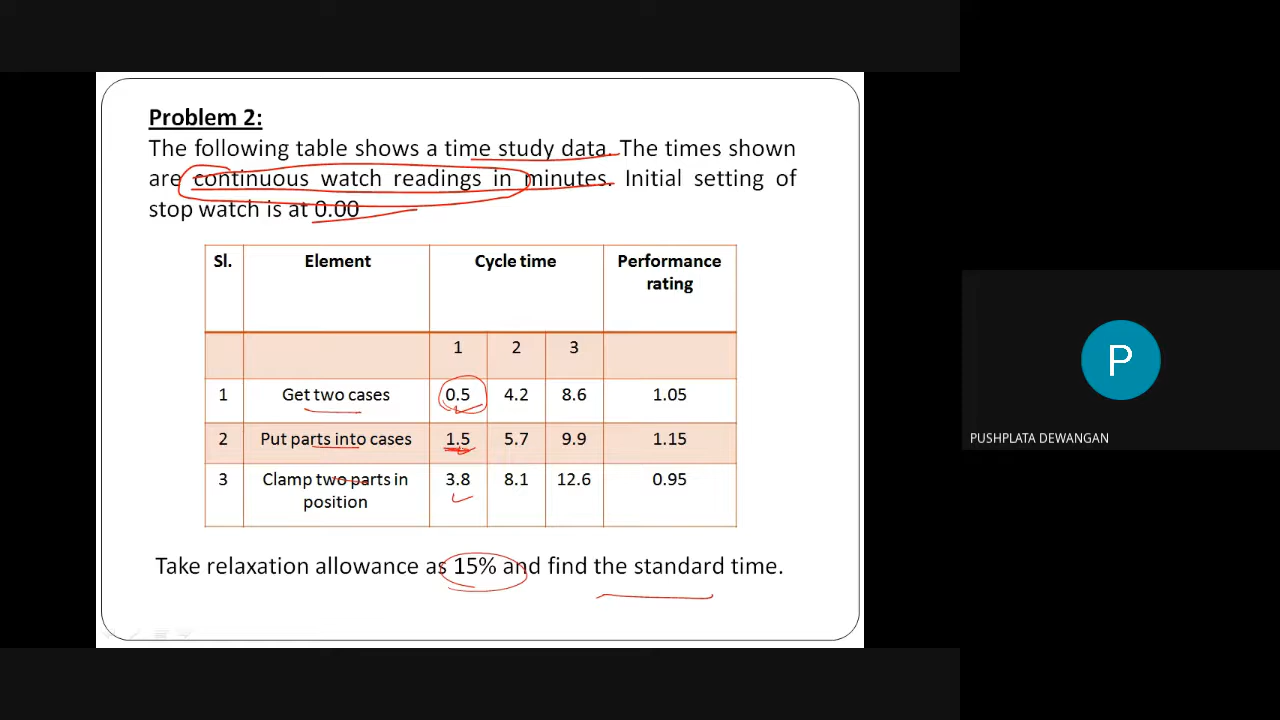 Problem 2:
The following table shows a time study data. The times shown
are continuous watch readings in minutes. Initial setting of
stop watch is at 0.00
Sl. Element Cycle time Performance
rating
1 2 3
1 Get two cases 0.5 4.2 8.6 1.05
2 Put parts into cases 1.5 5.7 9.9 1.15
3 Clamp two parts in 3.8 8.1 12.6 0.95
position
Take relaxation allowance as 15% and find the standard time.
P
PUSHPLATA DEWANGAN